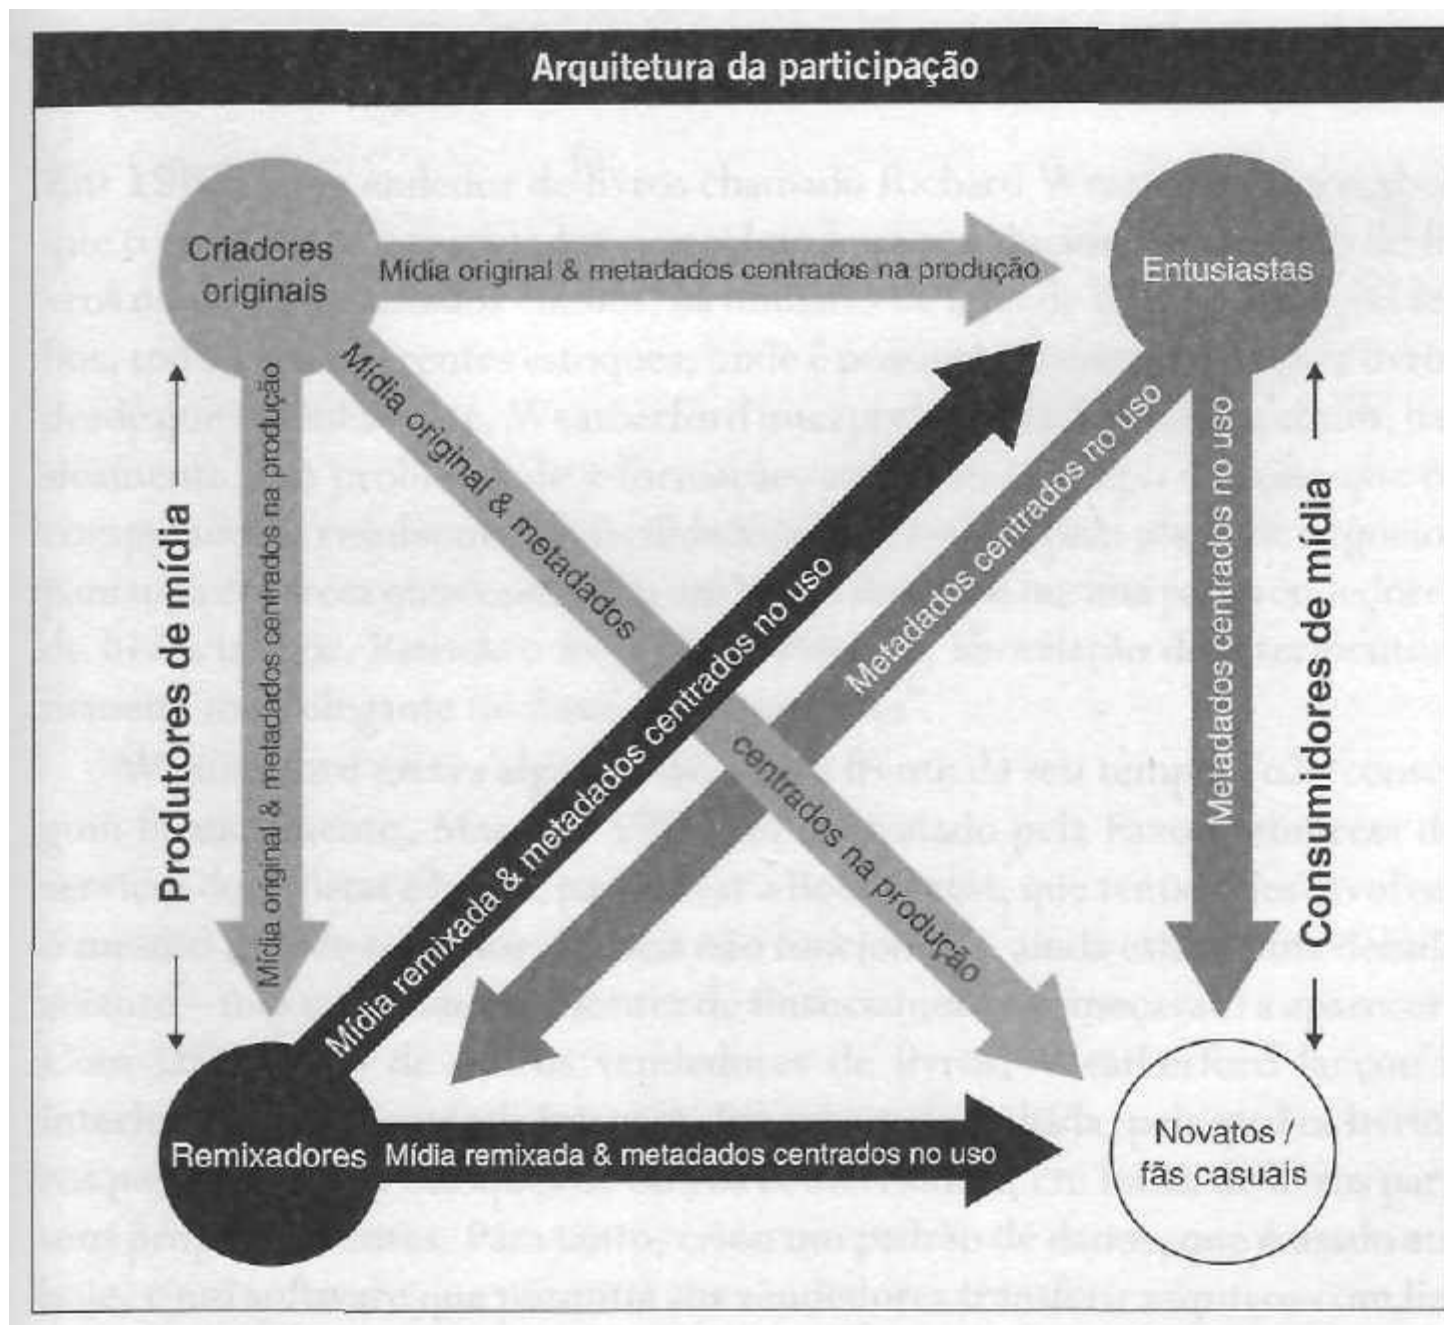 Arquitetura da participação
Criadores
originais
Mídia original & metadados centrados na produção
Entusiastas
Mídia original & metadados centrados na produção
Mídia original & metadados
centrados na produção
Mídia remixada & metadados centrados no uso
Metadados centrados no uso
Metadados centrados no uso
Produtores de mídia
Consumidores de mídia
Remixadores
Mídia remixada & metadados centrados no uso
Novatos /
fãs casuais